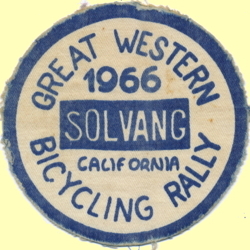 GREAT WESTERN
1966
SOLVANG
CALIFORNIA
BICYCLING RALLY